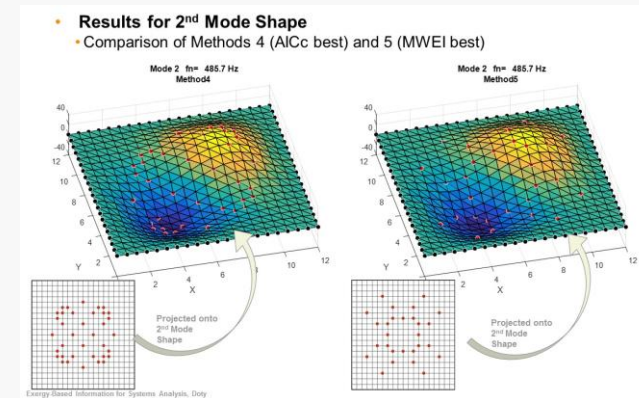 • Results for 2nd Mode Shape
• Comparison of Methods 4 (AICc best) and 5 (MWEI best)
Mode 2 fn= 485.7 Hz
Method4
40
0
-40
12
10
8
6
4
2
Y
2
4
6
8
10
12
X
Projected onto
2nd Mode
Shape
Mode 2 fn= 485.7 Hz
Method5
40
0
-40
12
10
8
6
4
2
Y
2
4
6
8
10
12
X
Projected onto
2nd Mode
Shape
Exergy-Based Information for Systems Analysis, Doty